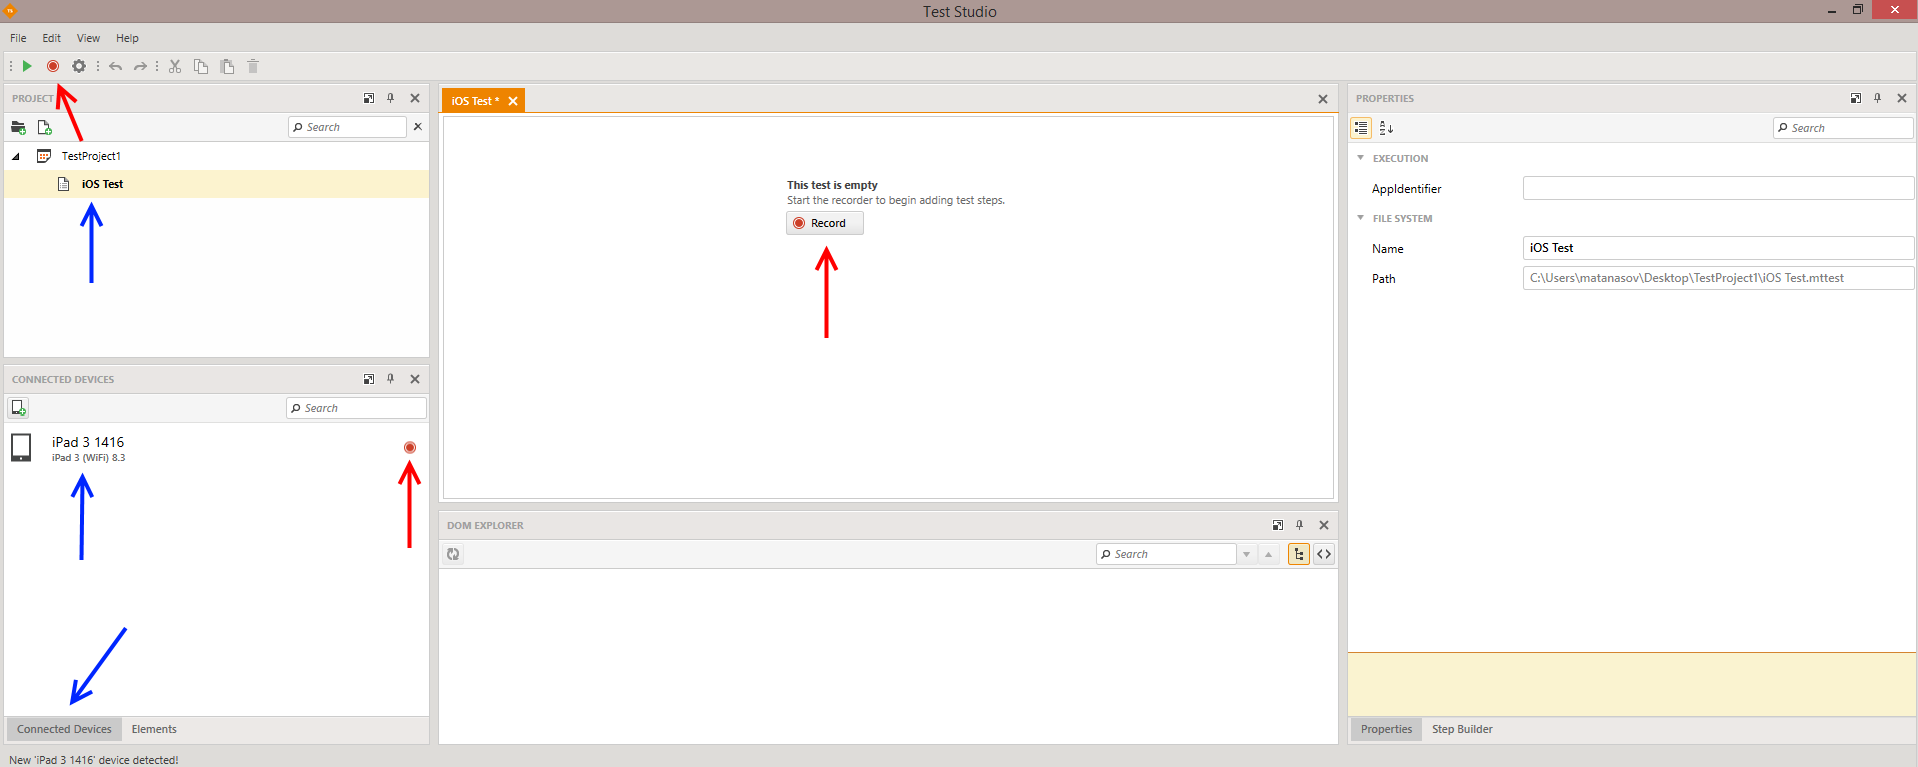 Test Studio
File Edit View Help
PROJECT
Search
TestProject1
iOS Test
CONNECTED DEVICES
Search
iPad 3 1416
iPad 3 (WiFi) 8.3
Connected Devices Elements
iOS Test *
This test is empty
Start the recorder to begin adding test steps.
Record
DOM EXPLORER
Search
PROPERTIES
Search
EXECUTION
AppIdentifier
FILE SYSTEM
Name iOS Test
Path C:\Users\matanasov\Desktop\TestProject1\iOS Test.mttest
Properties Step Builder
New 'iPad 3 1416' device detected!